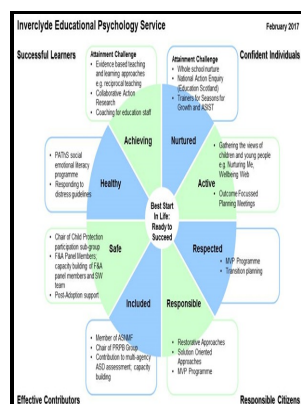 Inverclyde Educational Psychology Service
February 2017
Successful Learners
Confident Individuals
Attainment Challenge
• Evidence based teaching
and learning approaches
e.g. reciprocal teaching
• Collaborative Action
Research
• Coaching for education staff
Attainment Challenge
• Whole school nurture
• National Action Enquiry
(Education Scotland)
• Trainers for Seasons for
Growth and ASIST
Achieving
Nurtured
• PAThS social
emotional literacy
programme
• Responding to
distress guidelines
Healthy
Active
• Gathering the views of
children and young people
e.g. Nurturing Me,
Wellbeing Web
• Outcome Focussed
Planning Meetings
Best Start
In Life:
Ready to
Succeed
• Chair of Child Protection
participation sub-group
• F&A Panel Members;
capacity building of F&A
panel members and SW
team
• Post-Adoption support
Safe
Respected
• MVP Programme
• Transition planning
Included
Responsible
• Member of ASNMF
• Chair of PRPB Group
• Contribution to multi-agency
ASD assessment; capacity
building
• Restorative Approaches
• Solution Oriented
Approaches
• MVP Programme
Effective Contributors
Responsible Citizens